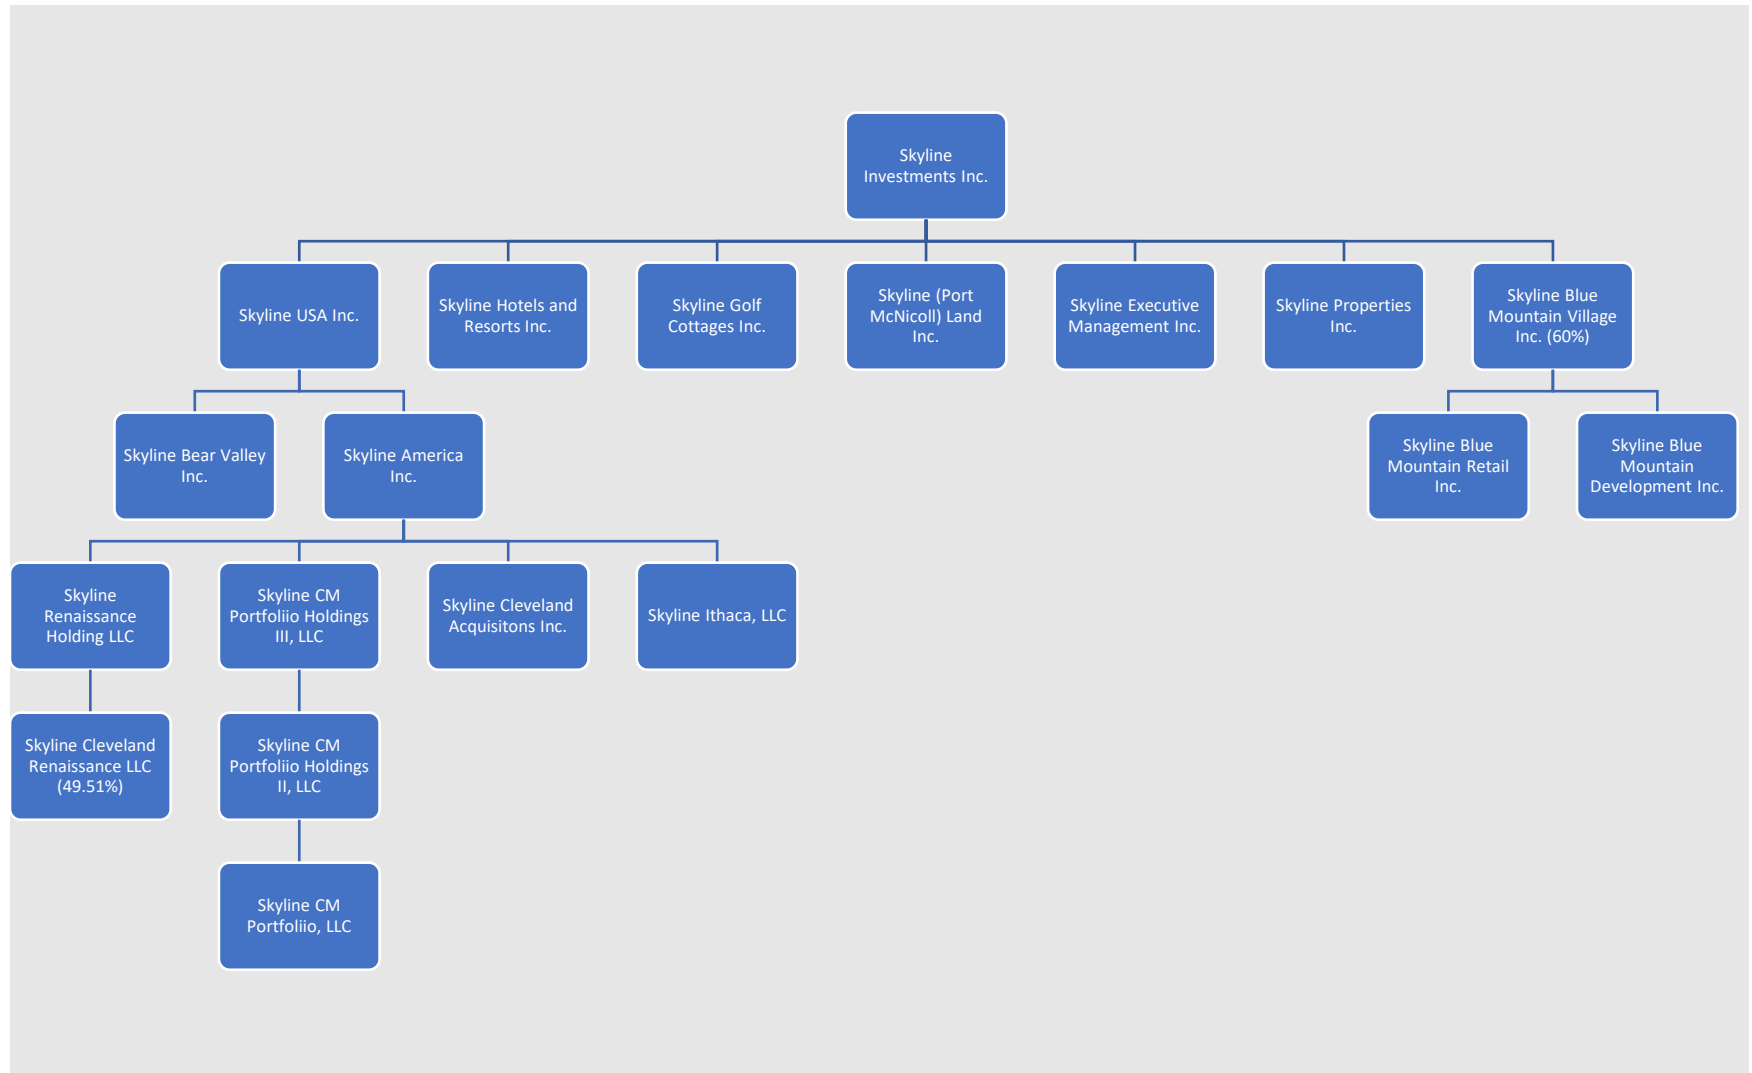 Skyline
Investments Inc.
Skyline USA Inc.
Skyline Hotels and
Resorts Inc.
Skyline Golf
Cottages Inc.
Skyline (Port
McNicoll) Land
Inc.
Skyline Executive
Management Inc.
Skyline Properties
Inc.
Skyline Blue
Mountain Village
Inc. (60%)
Skyline Bear Valley
Inc.
Skyline America
Inc.
Skyline Blue
Mountain Retail
Inc.
Skyline Blue
Mountain
Development Inc.
Skyline
Renaissance
Holding LLC
Skyline CM
Portfoliio Holdings
III, LLC
Skyline Cleveland
Acquisitons Inc.
Skyline Ithaca, LLC
Skyline Cleveland
Renaissance LLC
(49.51%)
Skyline CM
Portfoliio Holdings
II, LLC
Skyline CM
Portfoliio, LLC